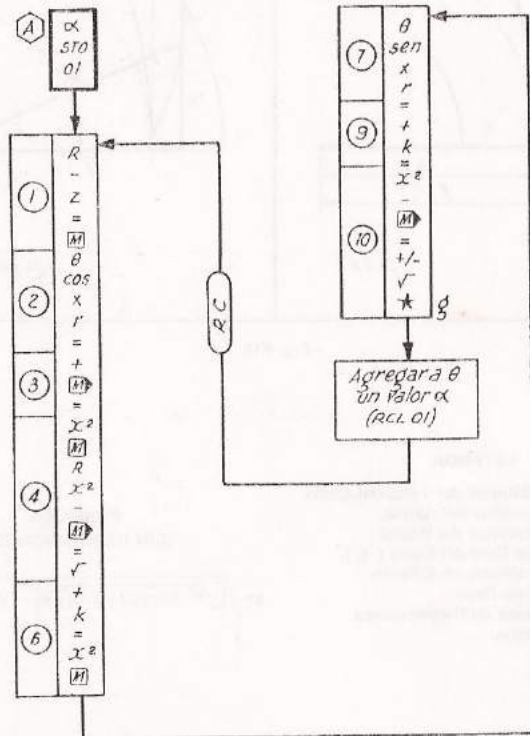 A
α
STO
01
1
R
-
z
=
M
2
θ
cos
x
r
=
3
+
M
=
4
x²
M
R
x²
-
M
=
√
6
+
k
=
x²
M
RC
7
θ
sen
x
r
=
9
+
k
=
10
x²
-
M
=
+/-
√
★ g
Agregar a θ
un valor α
(RCL 01)